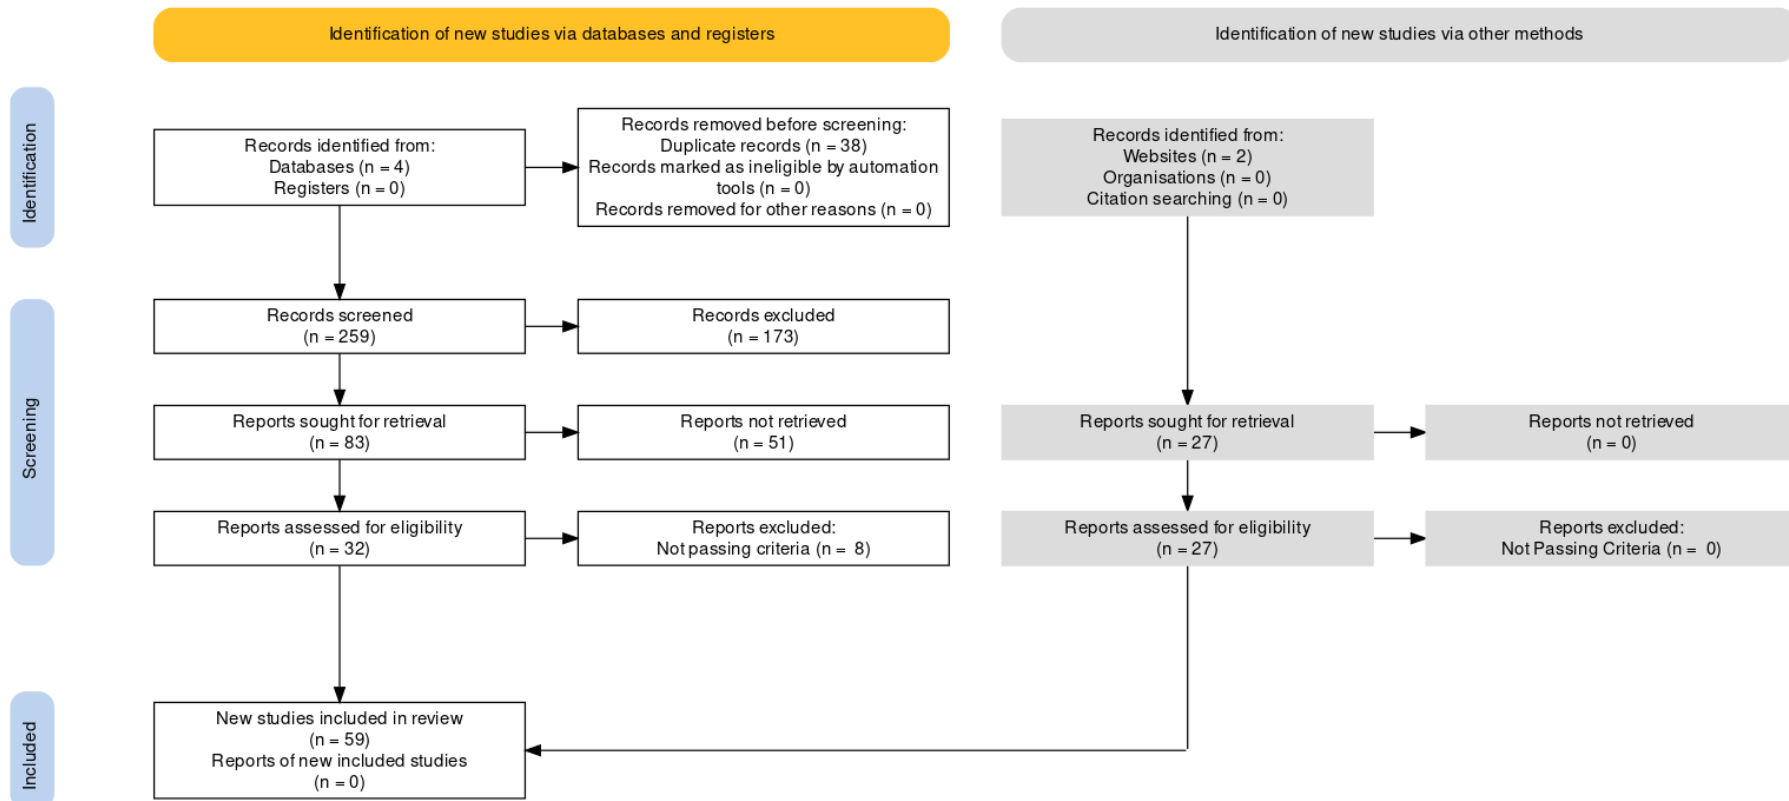 Identification of new studies via databases and registers
Identification of new studies via other methods
Identification
Records identified from:
Databases (n = 4)
Registers (n = 0)
Records removed before screening:
Duplicate records (n = 38)
Records marked as ineligible by automation
tools (n = 0)
Records removed for other reasons (n = 0)
Records identified from:
Websites (n = 2)
Organisations (n = 0)
Citation searching (n = 0)
Screening
Records screened
(n = 259)
Records excluded
(n = 173)
Reports sought for retrieval
(n = 83)
Reports not retrieved
(n = 51)
Reports sought for retrieval
(n = 27)
Reports not retrieved
(n = 0)
Reports assessed for eligibility
(n = 32)
Reports excluded:
Not passing criteria (n = 8)
Reports assessed for eligibility
(n = 27)
Reports excluded:
Not Passing Criteria (n = 0)
Included
New studies included in review
(n = 59)
Reports of new included studies
(n = 0)